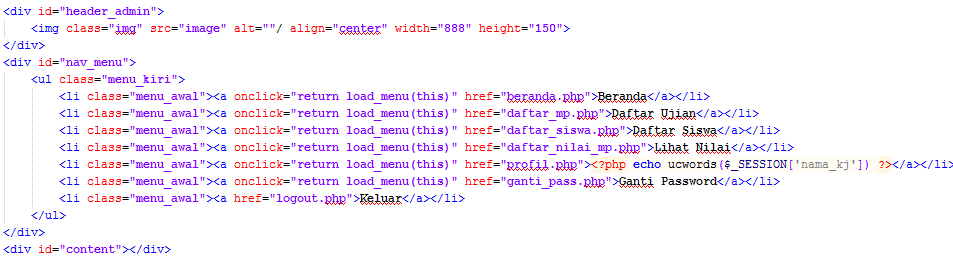 <div id="header_admin">
<img class="img" src="image" alt=""/ align="center" width="888" height="150">
</div>
<div id="nav_menu">
<ul class="menu_kiri">
<li class="menu_awal"><a onclick="return load_menu(this)" href="beranda.php">Beranda</a></li>
<li class="menu_awal"><a onclick="return load_menu(this)" href="daftar_mp.php">Daftar Ujian</a></li>
<li class="menu_awal"><a onclick="return load_menu(this)" href="daftar_siswa.php">Daftar Siswa</a></li>
<li class="menu_awal"><a onclick="return load_menu(this)" href="daftar_nilai_mp.php">Lihat Nilai</a></li>
<li class="menu_awal"><a onclick="return load_menu(this)" href="profil.php"><?php echo ucwords($_SESSION['nama_kj']) ?></a></li>
<li class="menu_awal"><a onclick="return load_menu(this)" href="ganti_pass.php">Ganti Password</a></li>
<li class="menu_awal"><a href="logout.php">Keluar</a></li>
</ul>
</div>
<div id="content"></div>